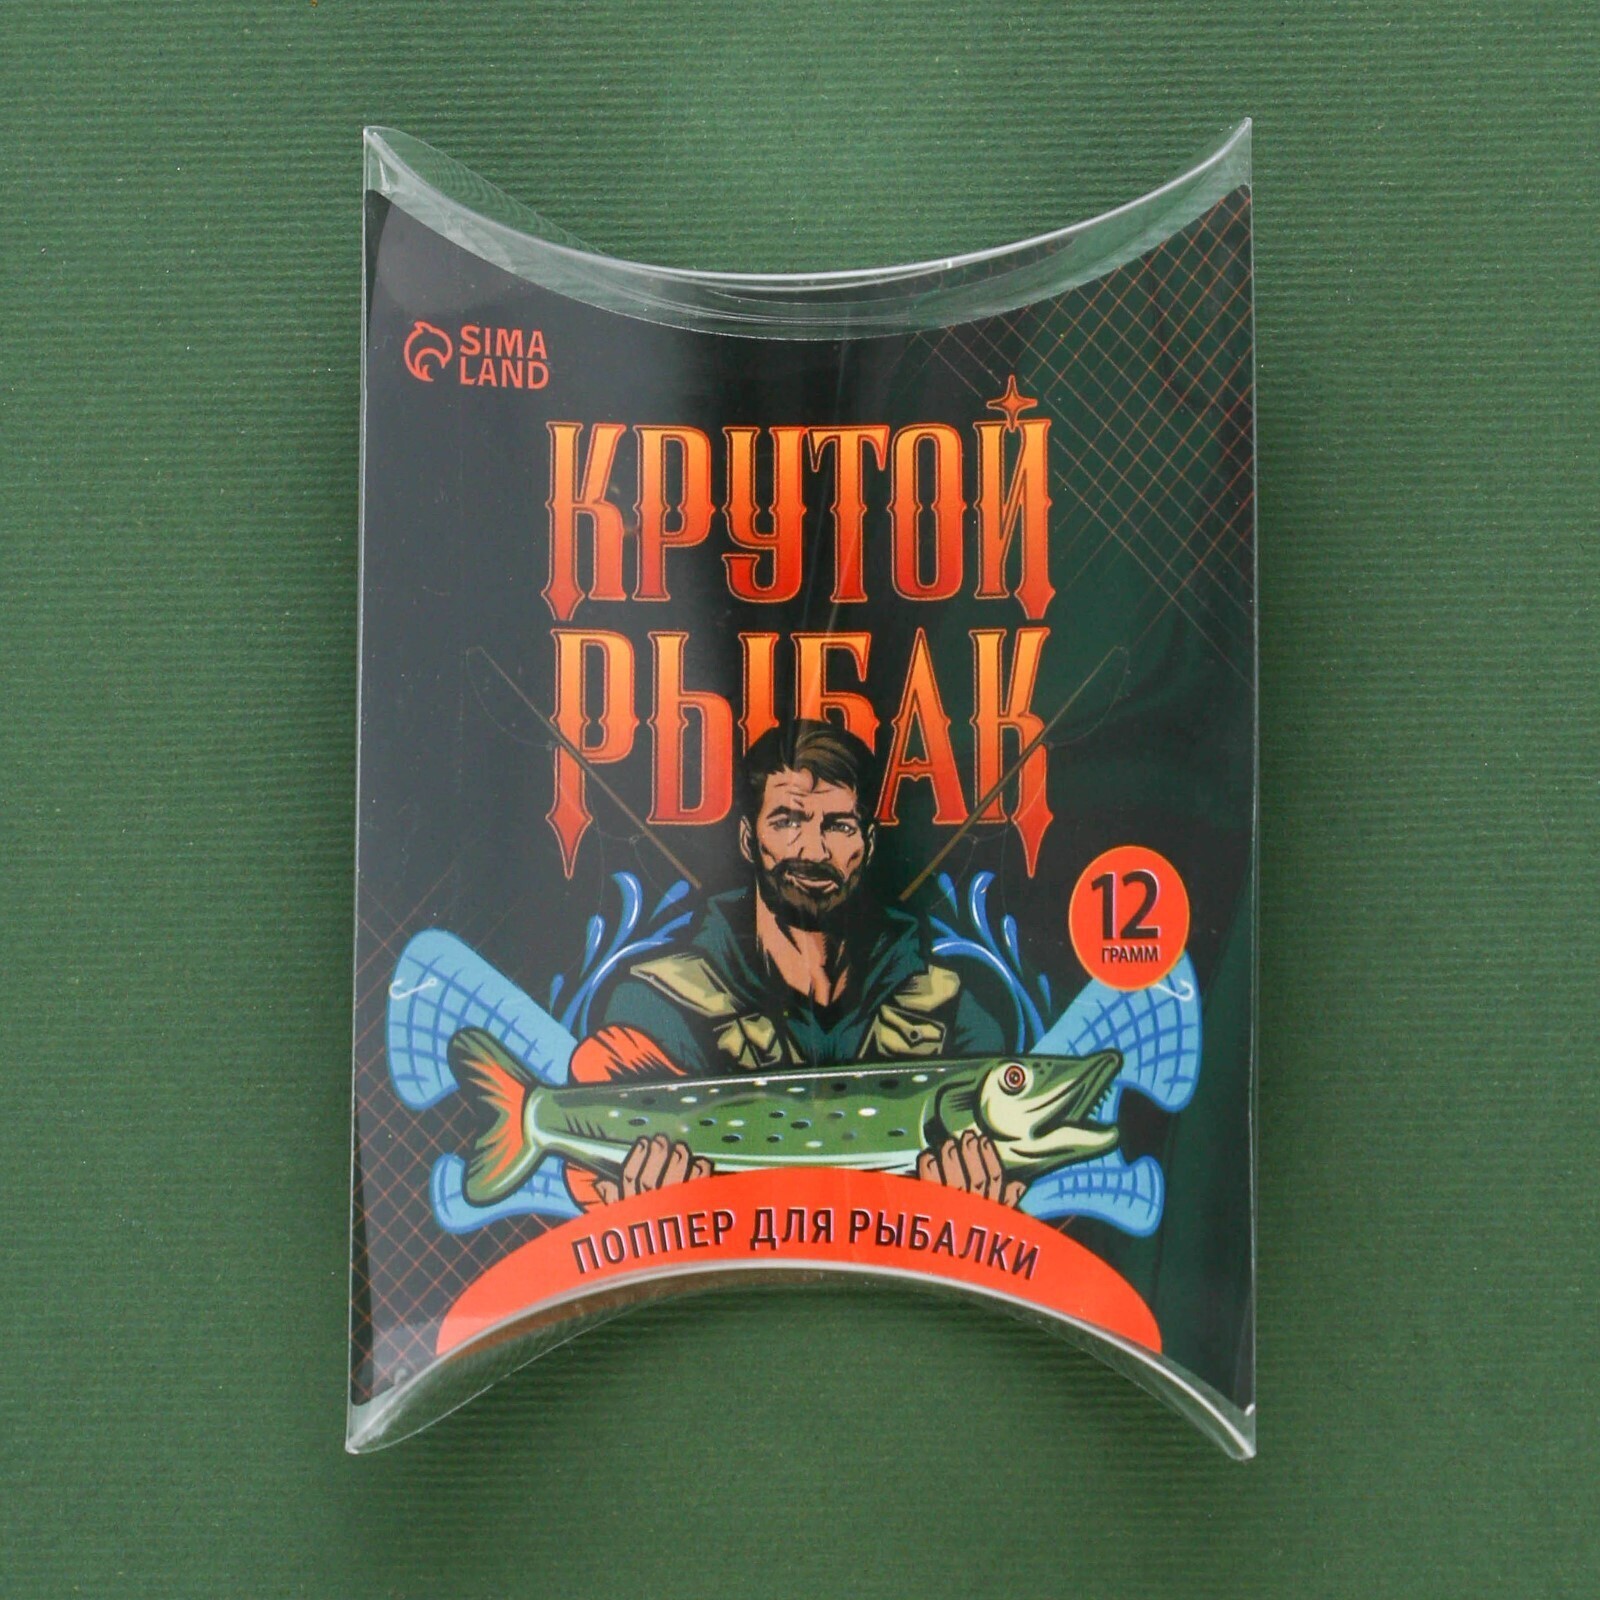 SIMA
LAND
КРУТОЙ
РЫБАК
12
ГРАММ
ПОППЕР ДЛЯ РЫБАЛКИ